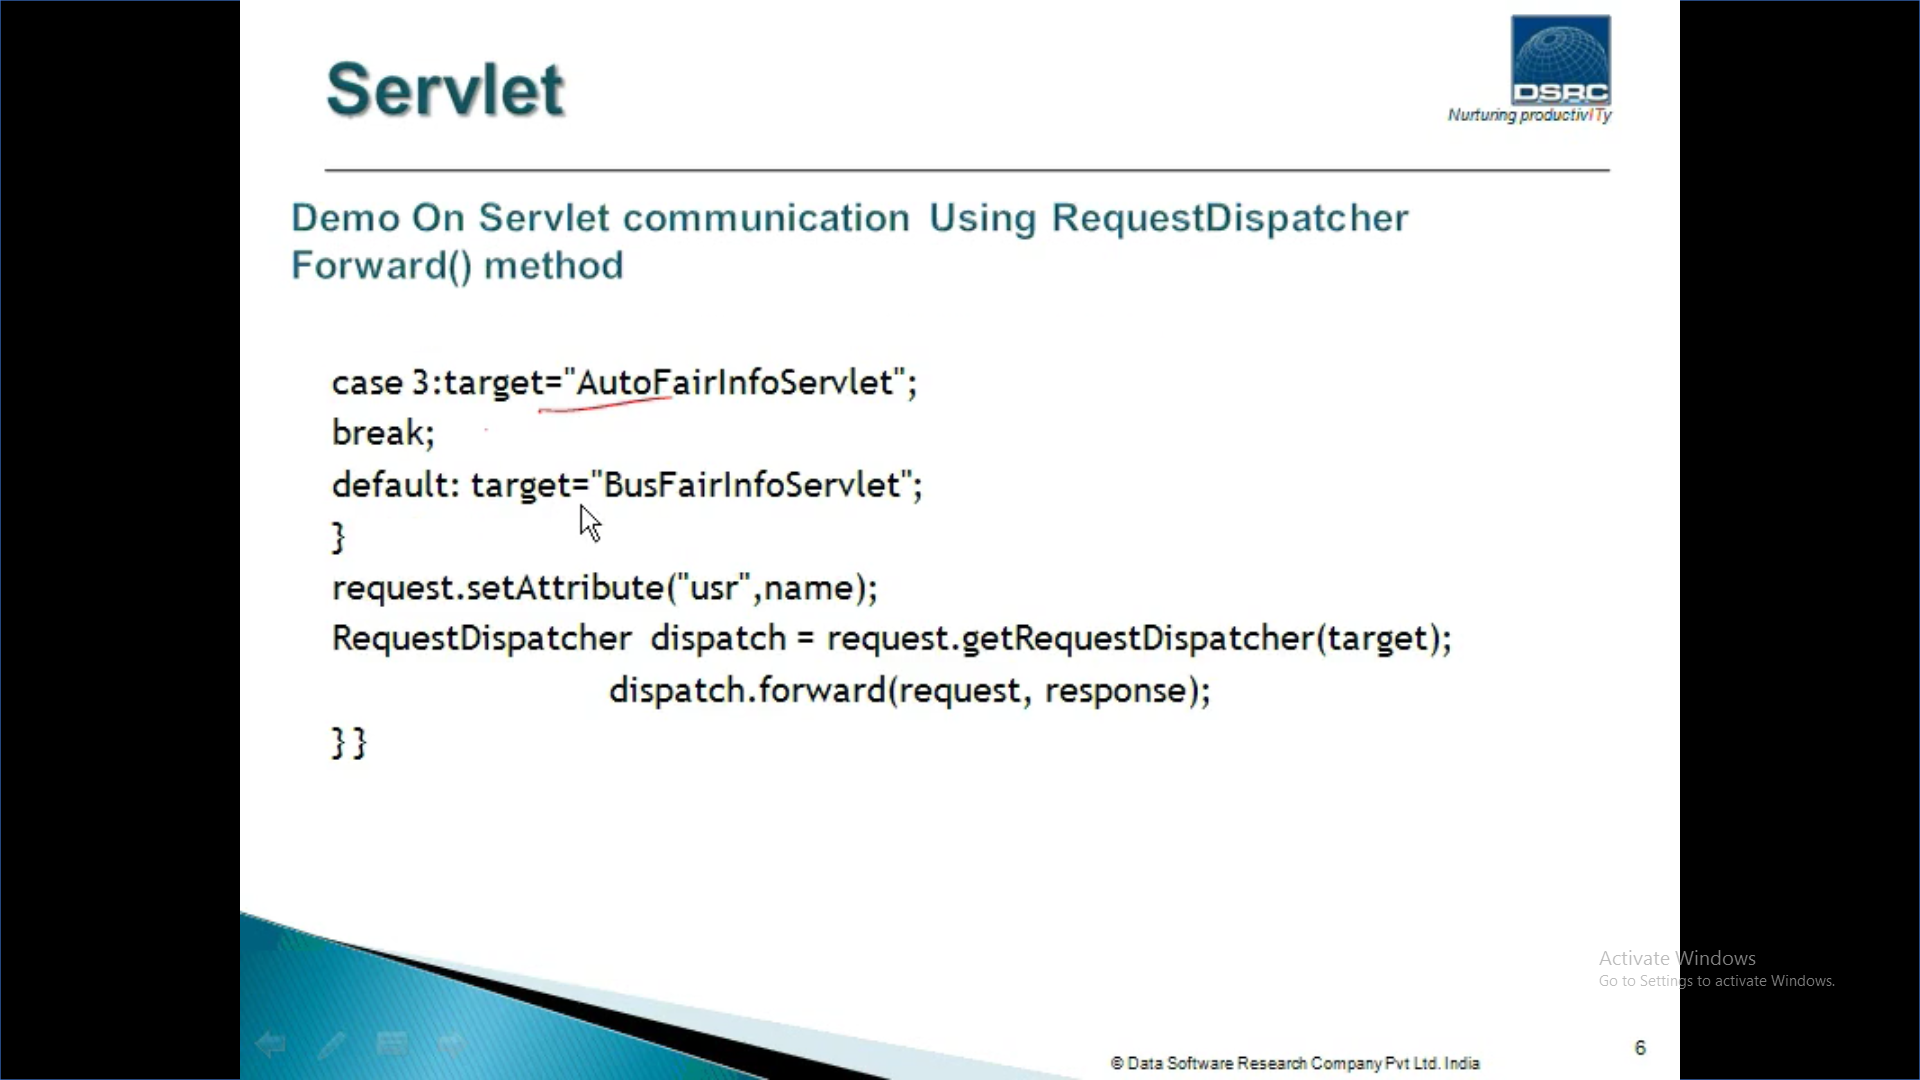 Servlet
DSRC
Nurturing productivITy
Demo On Servlet communication Using RequestDispatcher
Forward() method
case 3:target="AutoFairInfoServlet";
break;
default: target="BusFairInfoServlet";
}
request.setAttribute("usr",name);
RequestDispatcher dispatch = request.getRequestDispatcher(target);
dispatch.forward(request, response);
}}
Activate Windows
Go to Settings to activate Windows.
6
© Data Software Research Company Pvt Ltd. India